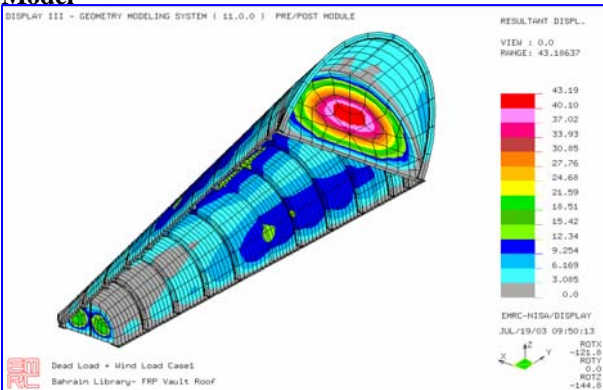 Model
DISPLAY III - GEOMETRY MODELING SYSTEM ( 11.0.0 ) PRE/POST MODULE
RESULTANT DISPL.
VIEW : 0.0
RANGE: 43.18637
43.19
40.10
37.02
33.93
30.85
27.76
24.68
21.59
18.51
15.42
12.34
9.254
6.169
3.085
0.0
EMRC-NISA/DISPLAY
JUL/19/03 09:50:13
ROTX
-121.8
ROTY
0.0
ROTZ
-144.6
Z
Y
X
EMRC
Dead Load + Wind Load Case1
Bahrain Library- FRP Vault Roof